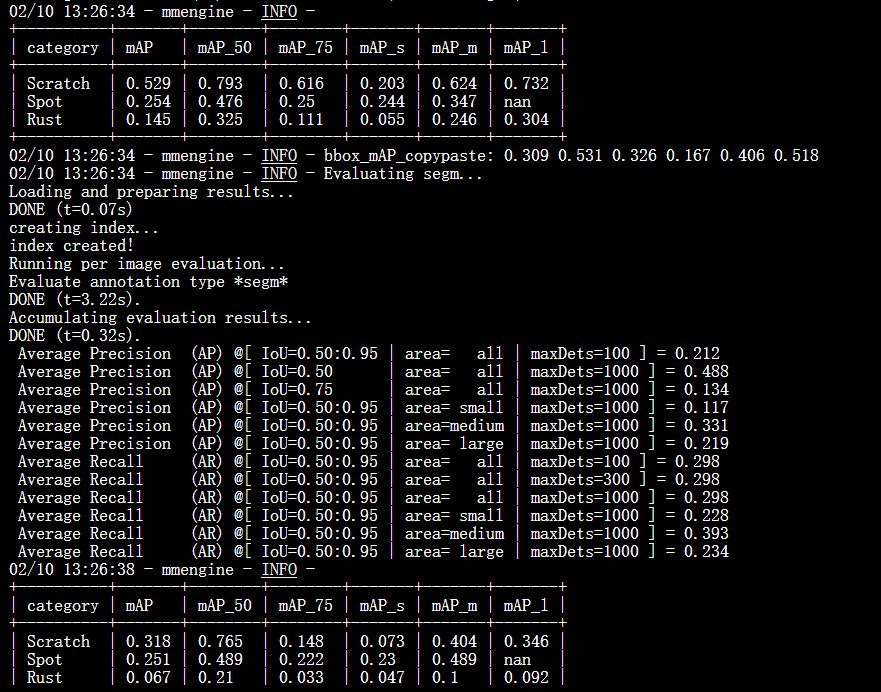 02/10 13:26:34 - mmengine - INFO -
+----------+-------+--------+--------+-------+-------+-------+
| category | mAP   | mAP_50 | mAP_75 | mAP_s | mAP_m | mAP_l |
+----------+-------+--------+--------+-------+-------+-------+
| Scratch  | 0.529 | 0.793  | 0.616  | 0.203 | 0.624 | 0.732 |
| Spot     | 0.254 | 0.476  | 0.25   | 0.244 | 0.347 | nan   |
| Rust     | 0.145 | 0.325  | 0.111  | 0.055 | 0.246 | 0.304 |
+----------+-------+--------+--------+-------+-------+-------+
02/10 13:26:34 - mmengine - INFO - bbox_mAP_copypaste: 0.309 0.531 0.326 0.167 0.406 0.518
02/10 13:26:34 - mmengine - INFO - Evaluating segm...
Loading and preparing results...
DONE (t=0.07s)
creating index...
index created!
Running per image evaluation...
Evaluate annotation type *segm*
DONE (t=3.22s).
Accumulating evaluation results...
DONE (t=0.32s).
 Average Precision  (AP) @[ IoU=0.50:0.95 | area=   all | maxDets=100 ] = 0.212
 Average Precision  (AP) @[ IoU=0.50      | area=   all | maxDets=1000 ] = 0.488
 Average Precision  (AP) @[ IoU=0.75      | area=   all | maxDets=1000 ] = 0.134
 Average Precision  (AP) @[ IoU=0.50:0.95 | area= small | maxDets=1000 ] = 0.117
 Average Precision  (AP) @[ IoU=0.50:0.95 | area=medium | maxDets=1000 ] = 0.331
 Average Precision  (AP) @[ IoU=0.50:0.95 | area= large | maxDets=1000 ] = 0.219
 Average Recall     (AR) @[ IoU=0.50:0.95 | area=   all | maxDets=100 ] = 0.298
 Average Recall     (AR) @[ IoU=0.50:0.95 | area=   all | maxDets=300 ] = 0.298
 Average Recall     (AR) @[ IoU=0.50:0.95 | area=   all | maxDets=1000 ] = 0.298
 Average Recall     (AR) @[ IoU=0.50:0.95 | area= small | maxDets=1000 ] = 0.228
 Average Recall     (AR) @[ IoU=0.50:0.95 | area=medium | maxDets=1000 ] = 0.393
 Average Recall     (AR) @[ IoU=0.50:0.95 | area= large | maxDets=1000 ] = 0.234
02/10 13:26:38 - mmengine - INFO -
+----------+-------+--------+--------+-------+-------+-------+
| category | mAP   | mAP_50 | mAP_75 | mAP_s | mAP_m | mAP_l |
+----------+-------+--------+--------+-------+-------+-------+
| Scratch  | 0.318 | 0.765  | 0.148  | 0.073 | 0.404 | 0.346 |
| Spot     | 0.251 | 0.489  | 0.222  | 0.23  | 0.489 | nan   |
| Rust     | 0.067 | 0.21   | 0.033  | 0.047 | 0.1   | 0.092 |